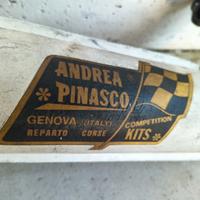 ANDREA
* PINASCO
GENOVA (ITALY)
REPARTO CORSE
COMPETITION
KITS *